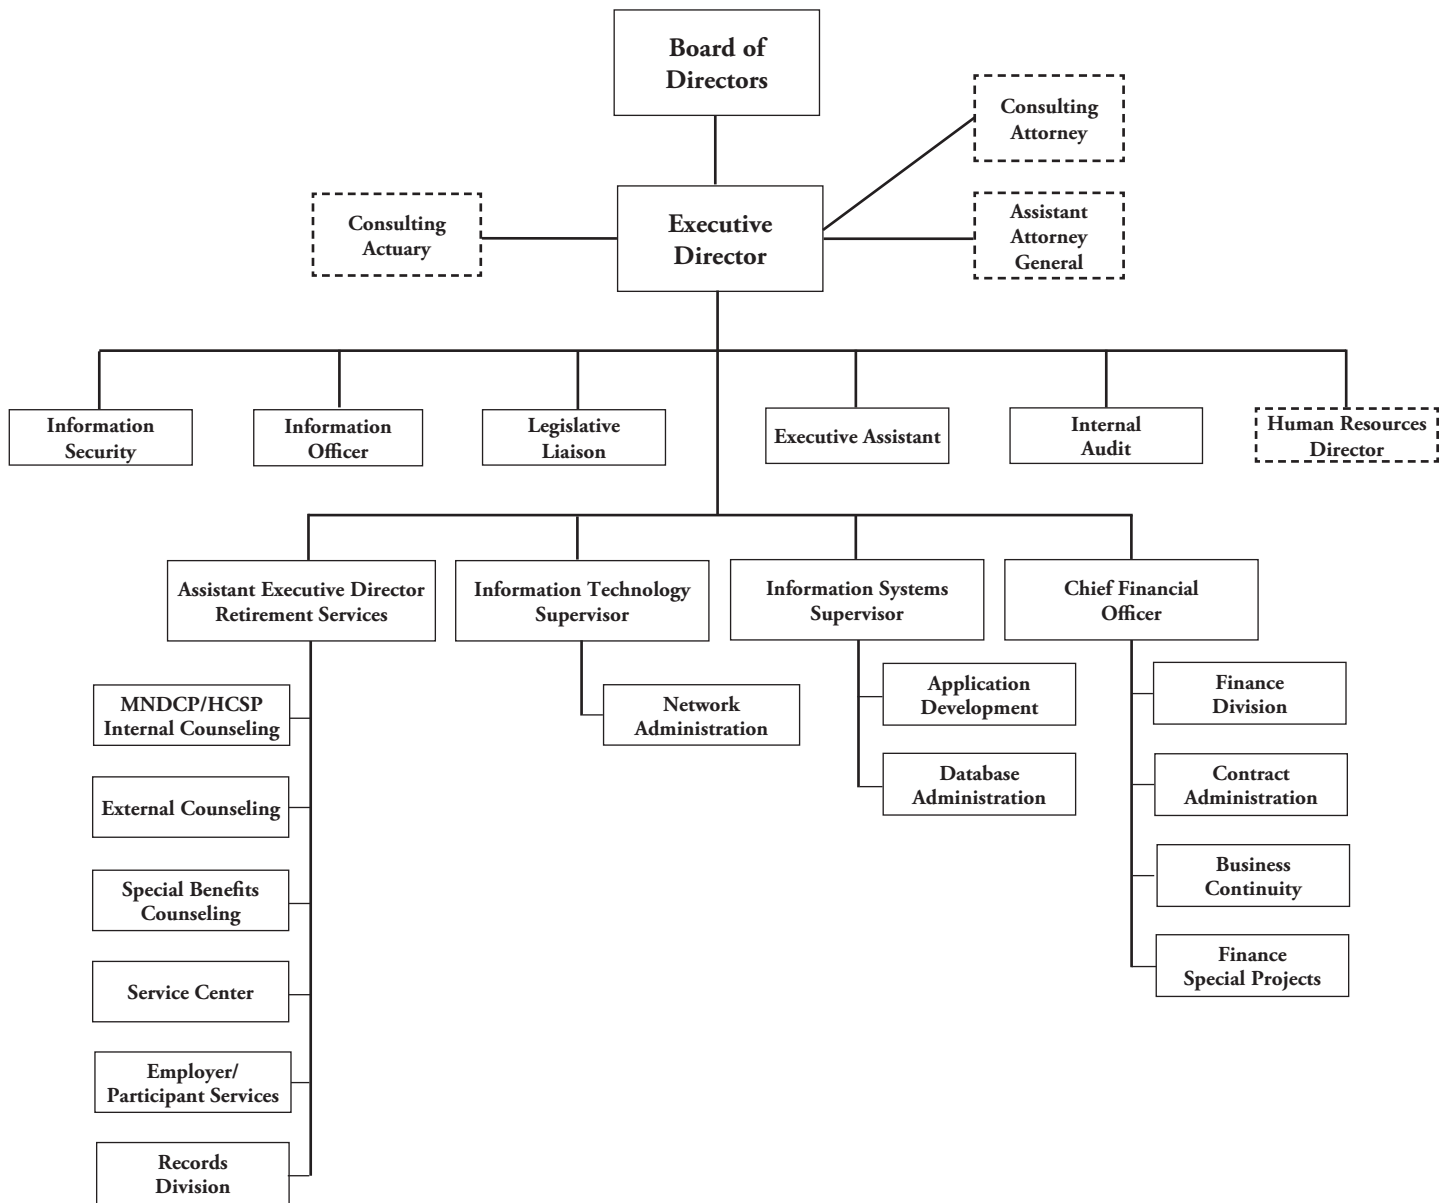 Board of
Directors
Consulting
Attorney
Consulting
Actuary
Executive
Director
Assistant
Attorney
General
Information
Security
Information
Officer
Legislative
Liaison
Executive Assistant
Internal
Audit
Human Resources
Director
Assistant Executive Director
Retirement Services
Information Technology
Supervisor
Information Systems
Supervisor
Chief Financial
Officer
MNDCP/HCSP
Internal Counseling
External Counseling
Special Benefits
Counseling
Service Center
Employer/
Participant Services
Records
Division
Network
Administration
Application
Development
Database
Administration
Finance
Division
Contract
Administration
Business
Continuity
Finance
Special Projects